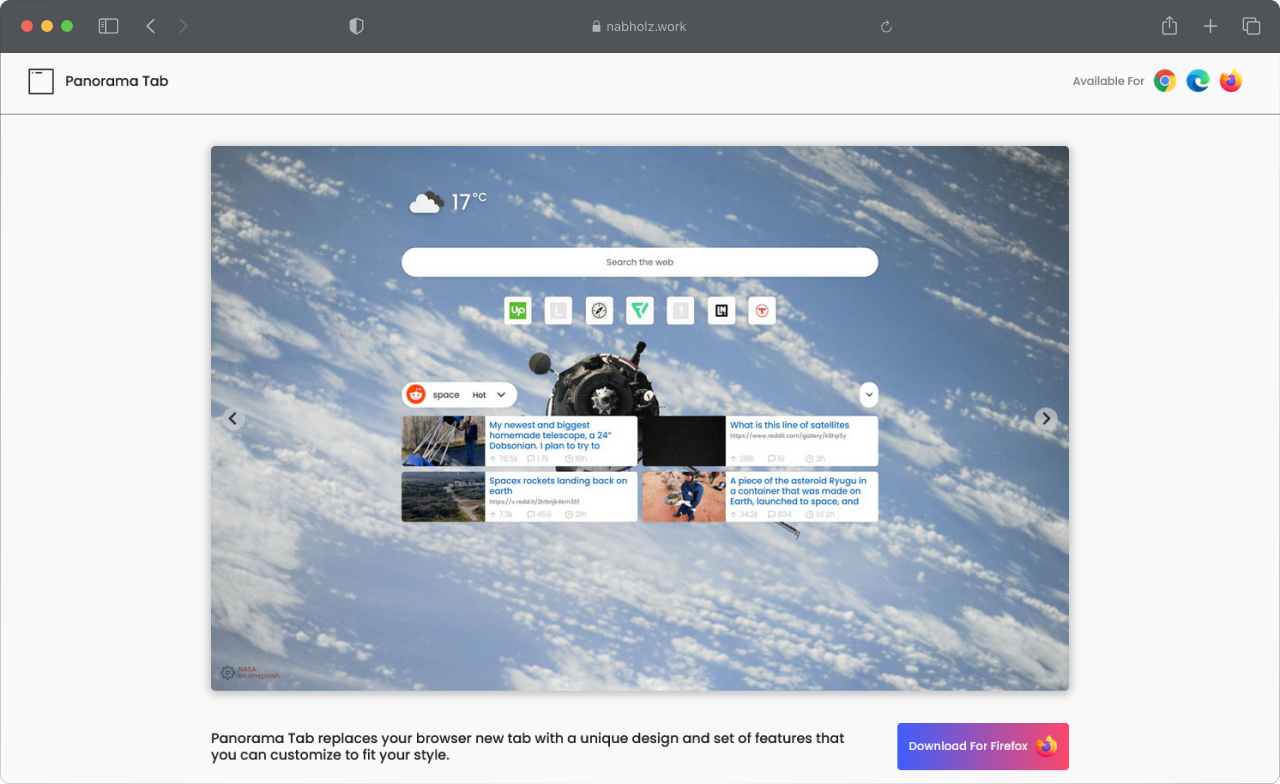 nabholz.work
Panorama Tab
Available For
17°C
Search the web
Up
L
1
LN
T
space Hot
My newest and biggest
homemade telescope, a 24"
Dobsonian. I plan to try to
76.5k 1.7k 19h
What is this line of satellites
https://www.reddit.com/gallery/k8hp5y
288 61 3h
Spacex rockets landing back on
earth
https://v.redd.it/2trbnjk4km361
7.3k 459 21h
A piece of the asteroid Ryugu in
a container that was made on
Earth, launched to space, and
34.2k 834 1d 2h
NASA
on Unsplash
Panorama Tab replaces your browser new tab with a unique design and set of features that
you can customize to fit your style.
Download For Firefox